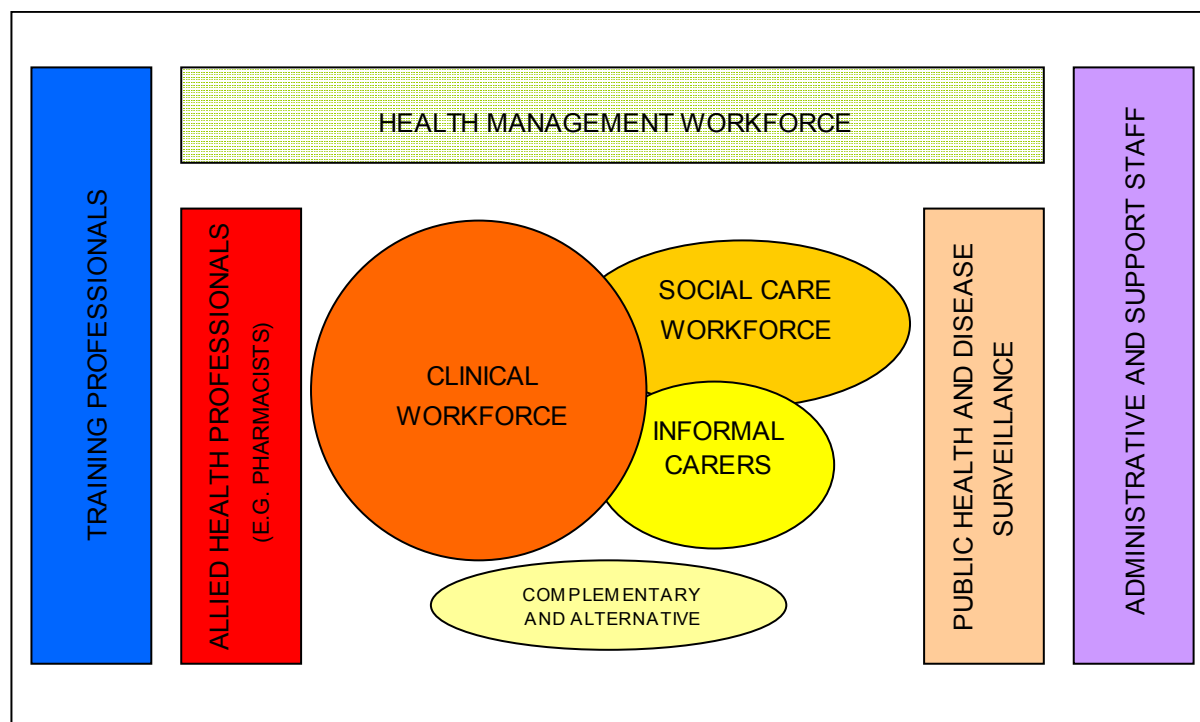 HEALTH MANAGEMENT WORKFORCE
TRAINING PROFESSIONALS
ALLIED HEALTH PROFESSIONALS
(E.G. PHARMACISTS)
CLINICAL
WORKFORCE
SOCIAL CARE
WORKFORCE
INFORMAL
CARERS
COMPLEMENTARY
AND ALTERNATIVE
PUBLIC HEALTH AND DISEASE
SURVEILLANCE
ADMINISTRATIVE AND SUPPORT STAFF